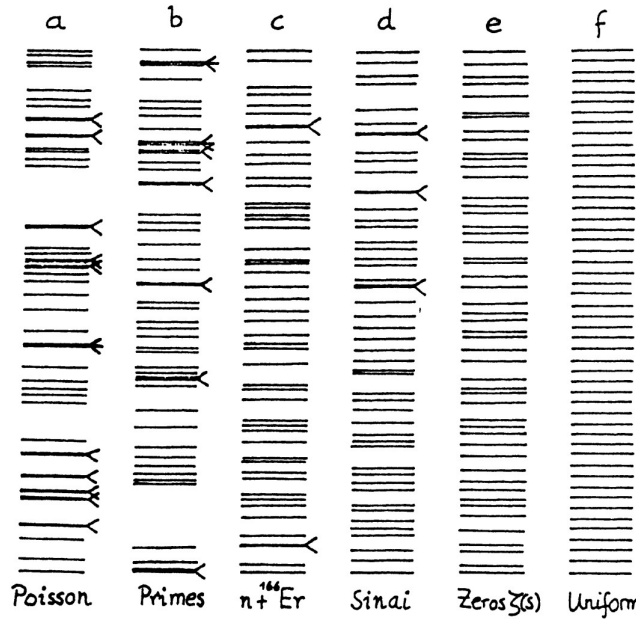 a b c d e f
Poisson Primes n+¹⁶⁶Er Sinai Zeros ζ(s) Uniform